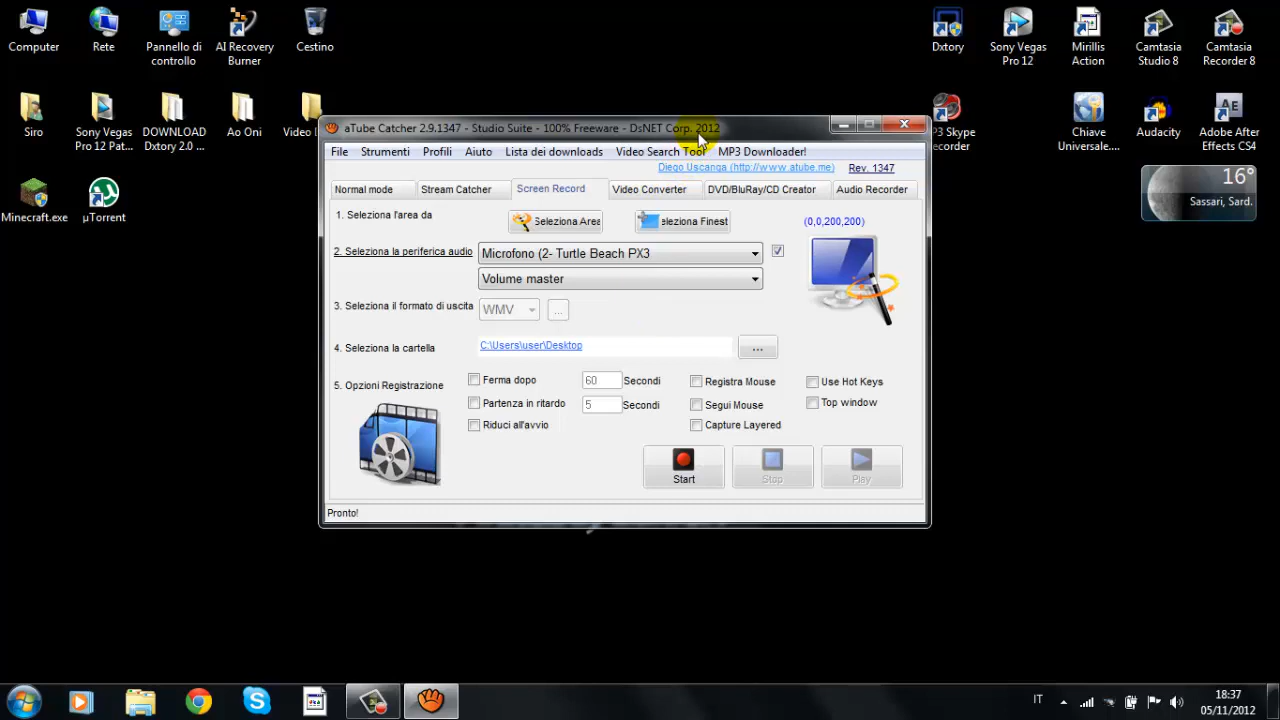 Computer
Rete
Pannello di
controllo
AI Recovery
Burner
Cestino
Dxtory
Sony Vegas
Pro 12
Mirillis
Action
Camtasia
Studio 8
Camtasia
Recorder 8
Siro
Sony Vegas
Pro 12 Pat...
DOWNLOAD
Dxtory 2.0 ...
Ao Oni
Video
P3 Skype
ecorder
Chiave
Universale....
Audacity
Adobe After
Effects CS4
Minecraft.exe
µTorrent
16°
Sassari, Sard.
aTube Catcher 2.9.1347 - Studio Suite - 100% Freeware - DsNET Corp. 2012
File Strumenti Profili Aiuto Lista dei downloads Video Search Tool MP3 Downloader!
Diego Uscanga (http://www.atube.me) Rev. 1347
Normal mode Stream Catcher Screen Record Video Converter DVD/BluRay/CD Creator Audio Recorder
1. Seleziona l'area da Seleziona Area eleziona Finest (0,0,200,200)
2. Seleziona la periferica audio Microfono (2- Turtle Beach PX3
Volume master
3. Seleziona il formato di uscita WMV ...
4. Seleziona la cartella C:\Users\user\Desktop ...
5. Opzioni Registrazione Ferma dopo 60 Secondi Registra Mouse Use Hot Keys
Partenza in ritardo 5 Secondi Segui Mouse Top window
Riduci all'avvio Capture Layered
Start Stop Play
Pronto!
IT
18:37
05/11/2012